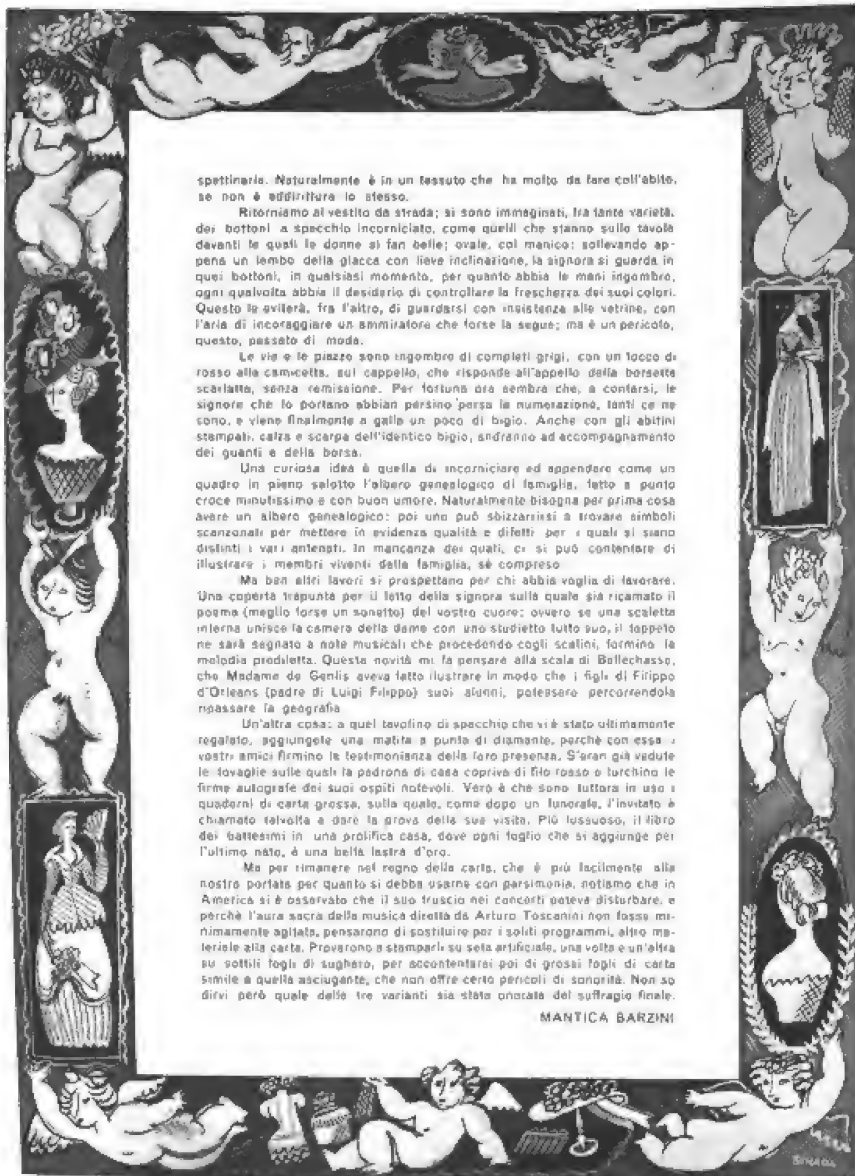 spettinarla. Naturalmente è in un tessuto che ha molto da fare coll'abito,
se non è addirittura lo stesso.
Ritorniamo al vestito da strada; si sono immaginati, fra tante varietà,
dei bottoni a specchio incorniciato, come quelli che stanno sulle tavole
davanti le quali le donne si fan belle; ovale, col manico; sollevando ap-
pena un lembo della giacca con lieve inclinazione, la signora si guarda in
quei bottoni, in qualsiasi momento, per quanto abbia le mani ingombre,
ogni qualvolta abbia il desiderio di controllare la freschezza dei suoi colori.
Questo le eviterà, fra l'altro, di guardarsi con insistenza alle vetrine, con
l'aria di incoraggiare un ammiratore che forse la segue; ma è un pericolo,
questo, passato di moda.
Le vie e le piazze sono ingombre di completi grigi, con un tocco di
rosso alla camicetta, sul cappello, che risponde all'appello della borsetta
scarlatta, senza remissione. Per fortuna ora sembra che, a contarsi, le
signore che lo portano abbian persino persa la numerazione, tanti ce ne
sono, e viene finalmente a galla un poco di bigio. Anche con gli abitini
stampati, calza e scarpa dell'identico bigio, andranno ad accompagnamento
dei guanti e della borsa.
Una curiosa idea è quella di incorniciare ed appendere come un
quadro in pieno salotto l'albero genealogico di famiglia, fatto a punto
croce minutissimo e con buon umore. Naturalmente bisogna per prima cosa
avere un albero genealogico; poi uno può sbizzarrirsi a trovare simboli
scanzonati per mettere in evidenza qualità e difetti per i quali si siano
distinti i vari antenati. In mancanza dei quali, ci si può contentare di
illustrare i membri viventi della famiglia, s'è compreso
Ma ben altri lavori si prospettano per chi abbia voglia di lavorare.
Una coperta trapunta per il letto della signora sulla quale sia ricamato il
poema (meglio forse un sonetto) del vostro cuore; ovvero se una scaletta
interna unisce la camera della dama con uno studietto tutto suo, il tappeto
ne sarà segnato a note musicali che procedendo cogli scalini, formino la
melodia prediletta. Questa novità mi fa pensare alla scala di Bellechasse,
che Madame de Genlis aveva fatto illustrare in modo che i figli di Filippo
d'Orleans (padre di Luigi Filippo) suoi alunni, potessero percorrendola
ripassare la geografia
Un'altra cosa: a quel tavolino di specchio che vi è stato ultimamente
regalato, aggiungete una matita a punta di diamante, perchè con essa i
vostri amici firmino la testimonianza della loro presenza. S'eran già vedute
le tovaglie sulle quali la padrona di casa copriva di filo rosso o turchino le
firme autografe dei suoi ospiti notevoli. Vero è che sono tuttora in uso i
quaderni di carta grossa, sulla quale, come dopo un funerale, l'invitato è
chiamato talvolta a dare la prova della sua visita. Più lussuoso, il libro
dei battesimi in una prolifica casa, dove ogni foglio che si aggiunge per
l'ultimo nato, è una bella lastra d'oro.
Ma per rimanere nel regno della carta, che è più facilmente alla
nostra portata per quanto si debba usarne con parsimonia, notiamo che in
America si è osservato che il suo fruscio nei concerti poteva disturbare, e
perchè l'aura sacra della musica diretta da Arturo Toscanini non fosse mi-
nimamente agitata, pensarono di sostituire per i soliti programmi, altro ma-
teriale alla carta. Provarono a stamparli su seta artificiale, una volta e un'altra
su sottili fogli di sughero, per accontentarsi poi di grossi fogli di carta
simile a quella asciugante, che non offre certo pericoli di sonorità. Non so
dirvi però quale delle tre varianti sia stata onorata del suffragio finale.
MANTICA BARZINI